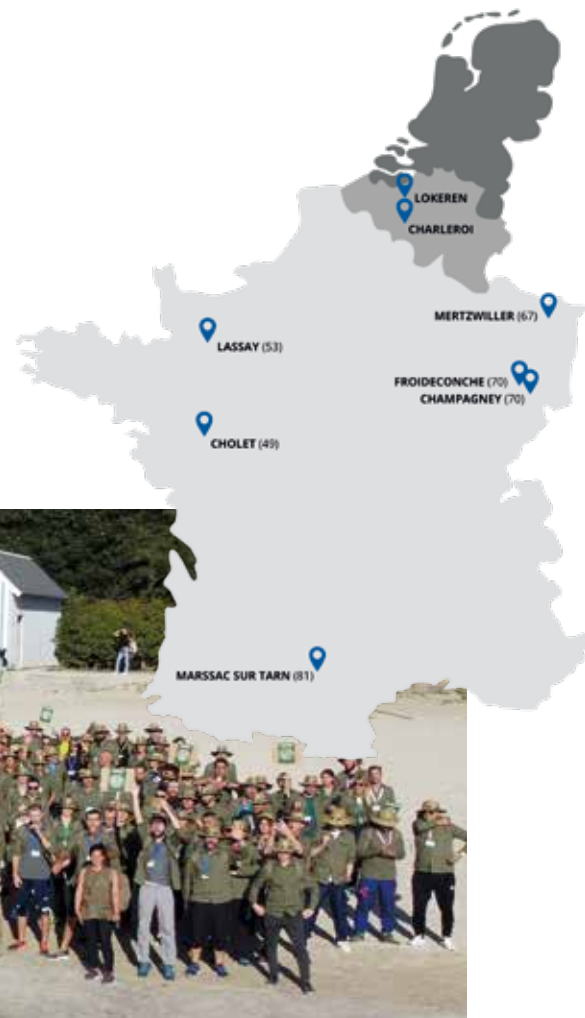 LOKEREN
CHARLEROI
MERTZWILLER (67)
LASSAY (53)
FROIDECONCHE (70)
CHAMPAGNEY (70)
CHOLET (49)
MARSSAC SUR TARN (81)